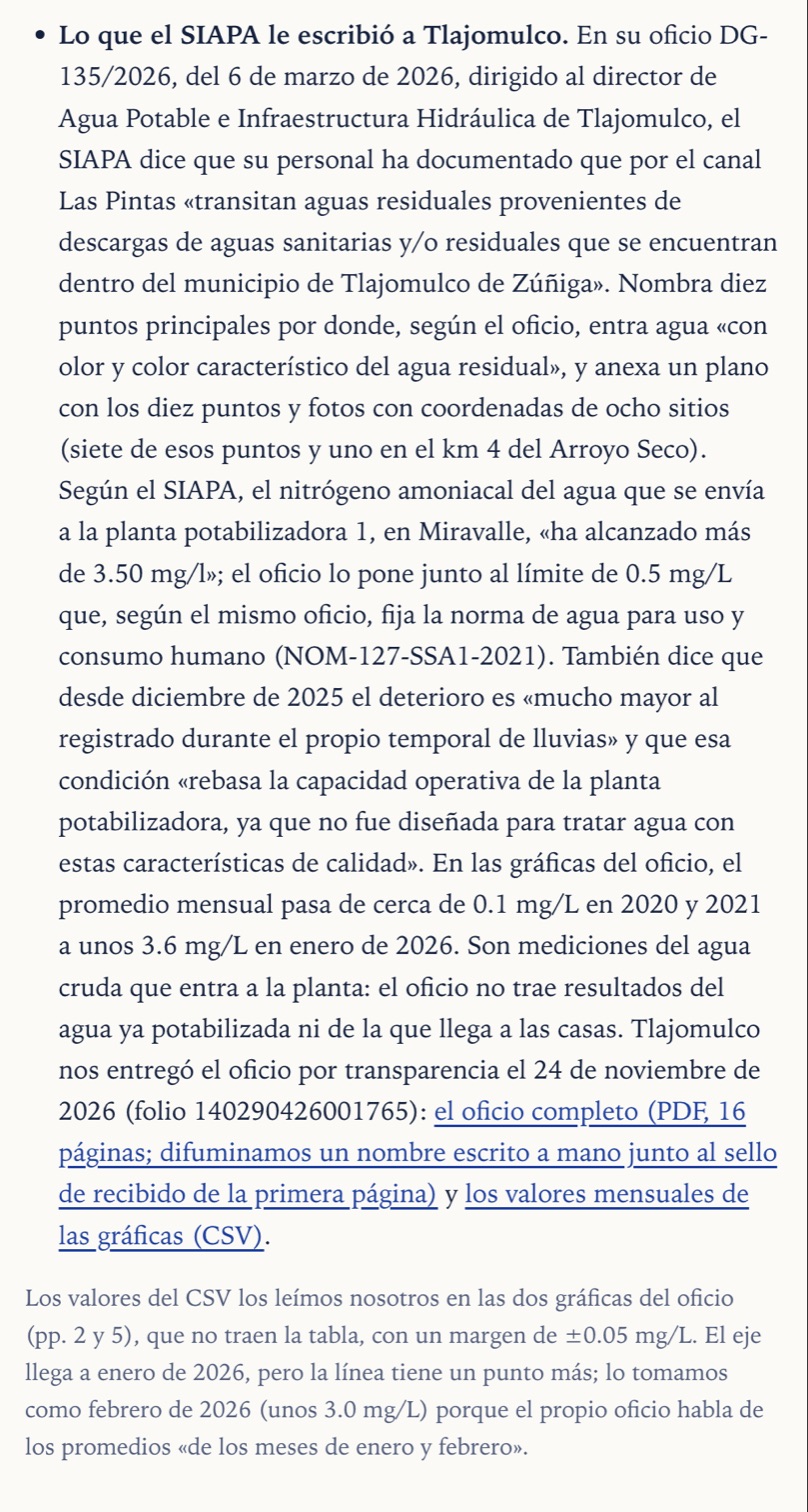 • Lo que el SIAPA le escribió a Tlajomulco. En su oficio DG-
135/2026, del 6 de marzo de 2026, dirigido al director de
Agua Potable e Infraestructura Hidráulica de Tlajomulco, el
SIAPA dice que su personal ha documentado que por el canal
Las Pintas «transitan aguas residuales provenientes de
descargas de aguas sanitarias y/o residuales que se encuentran
dentro del municipio de Tlajomulco de Zúñiga». Nombra diez
puntos principales por donde, según el oficio, entra agua «con
olor y color característico del agua residual», y anexa un plano
con los diez puntos y fotos con coordenadas de ocho sitios
(siete de esos puntos y uno en el km 4 del Arroyo Seco).
Según el SIAPA, el nitrógeno amoniacal del agua que se envía
a la planta potabilizadora 1, en Miravalle, «ha alcanzado más
de 3.50 mg/l»; el oficio lo pone junto al límite de 0.5 mg/L
que, según el mismo oficio, fija la norma de agua para uso y
consumo humano (NOM-127-SSA1-2021). También dice que
desde diciembre de 2025 el deterioro es «mucho mayor al
registrado durante el propio temporal de lluvias» y que esa
condición «rebasa la capacidad operativa de la planta
potabilizadora, ya que no fue diseñada para tratar agua con
estas características de calidad». En las gráficas del oficio, el
promedio mensual pasa de cerca de 0.1 mg/L en 2020 y 2021
a unos 3.6 mg/L en enero de 2026. Son mediciones del agua
cruda que entra a la planta: el oficio no trae resultados del
agua ya potabilizada ni de la que llega a las casas. Tlajomulco
nos entregó el oficio por transparencia el 24 de noviembre de
2026 (folio 140290426001765): el oficio completo (PDF, 16
páginas; difuminamos un nombre escrito a mano junto al sello
de recibido de la primera página) y los valores mensuales de
las gráficas (CSV).
Los valores del CSV los leímos nosotros en las dos gráficas del oficio
(pp. 2 y 5), que no traen la tabla, con un margen de ±0.05 mg/L. El eje
llega a enero de 2026, pero la línea tiene un punto más; lo tomamos
como febrero de 2026 (unos 3.0 mg/L) porque el propio oficio habla de
los promedios «de los meses de enero y febrero».